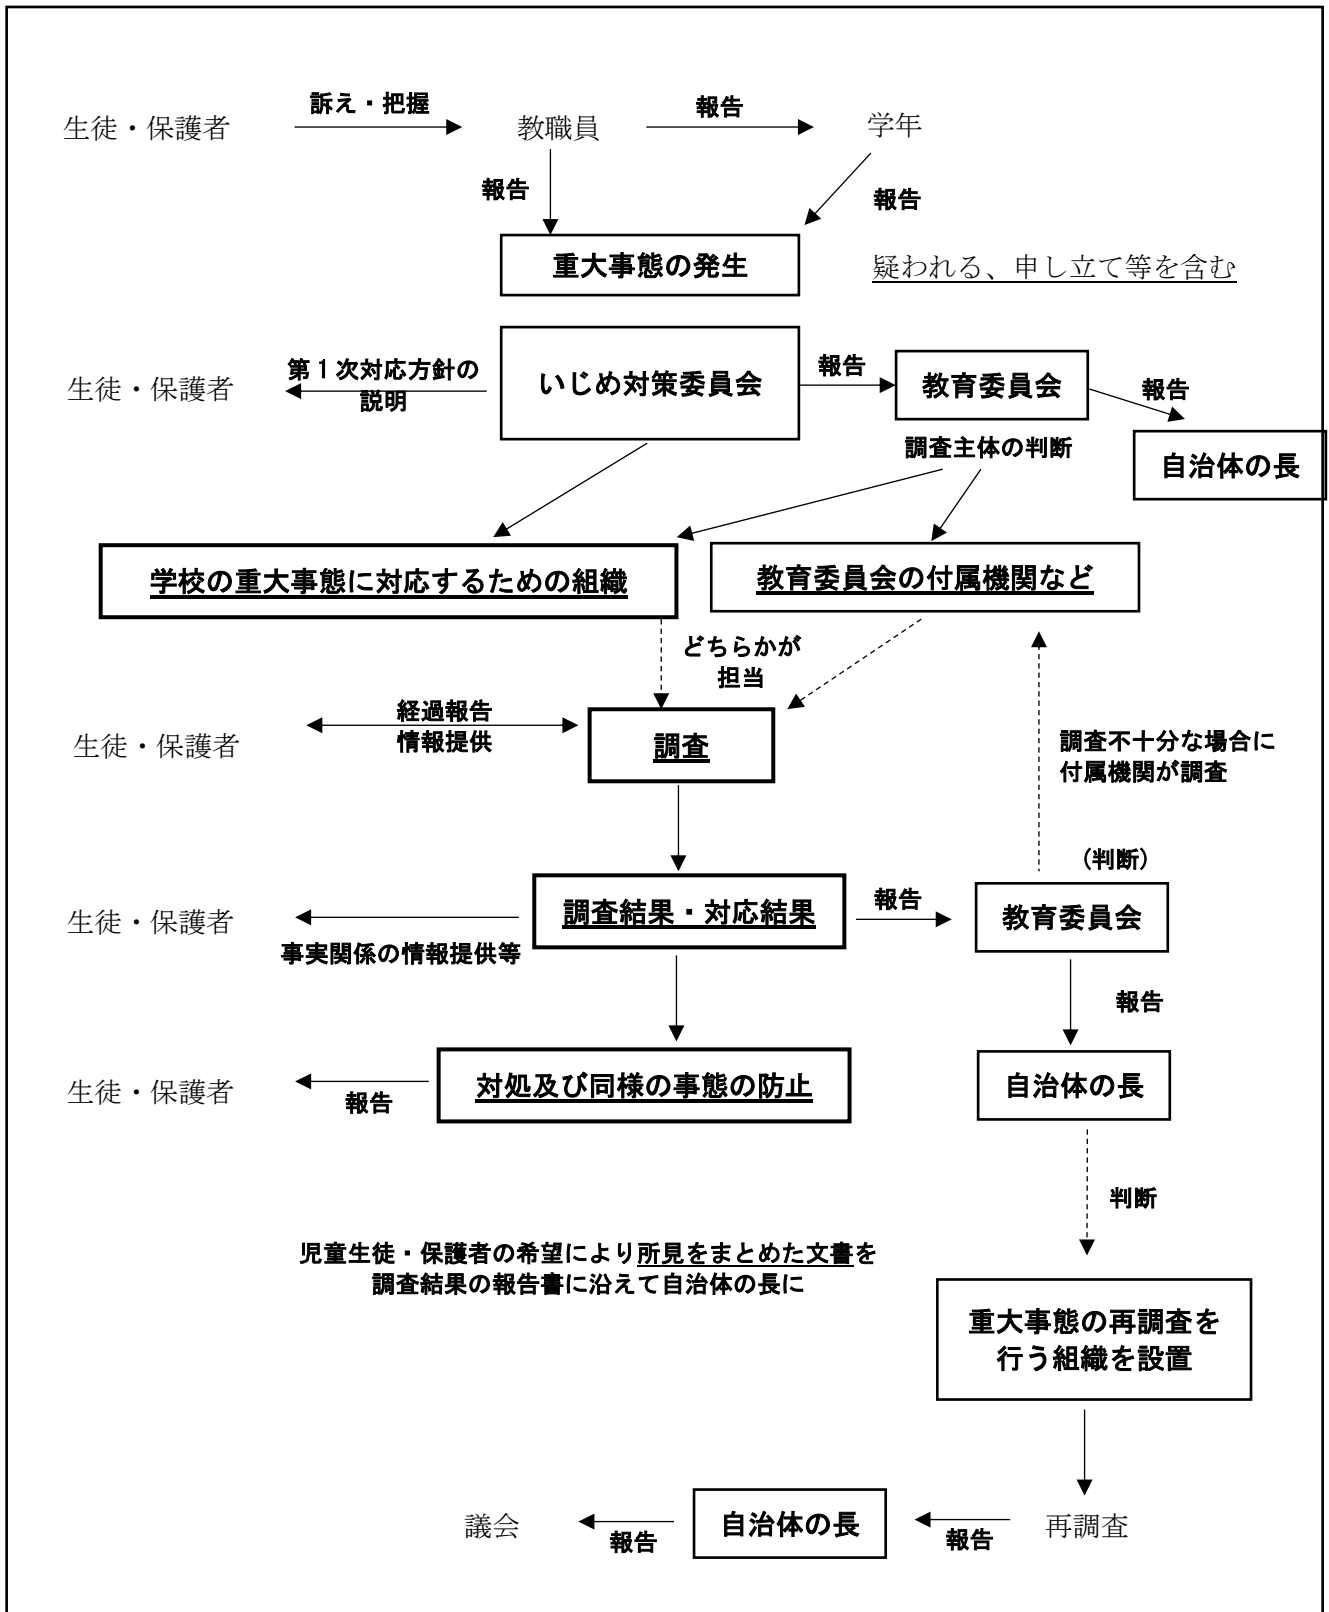 訴え・把握
報告
生徒・保護者
教職員
学年
報告
報告
重大事態の発生
疑われる、申し立て等を含む
生徒・保護者
第１次対応方針の
説明
いじめ対策委員会
報告
教育委員会
報告
調査主体の判断
自治体の長
学校の重大事態に対応するための組織
教育委員会の付属機関など
どちらかが
担当
生徒・保護者
経過報告
情報提供
調査
調査不十分な場合に
付属機関が調査
（判断）
生徒・保護者
調査結果・対応結果
報告
教育委員会
事実関係の情報提供等
報告
生徒・保護者
報告
対処及び同様の事態の防止
自治体の長
判断
児童生徒・保護者の希望により所見をまとめた文書を
調査結果の報告書に沿えて自治体の長に
重大事態の再調査を
行う組織を設置
議会
報告
自治体の長
報告
再調査